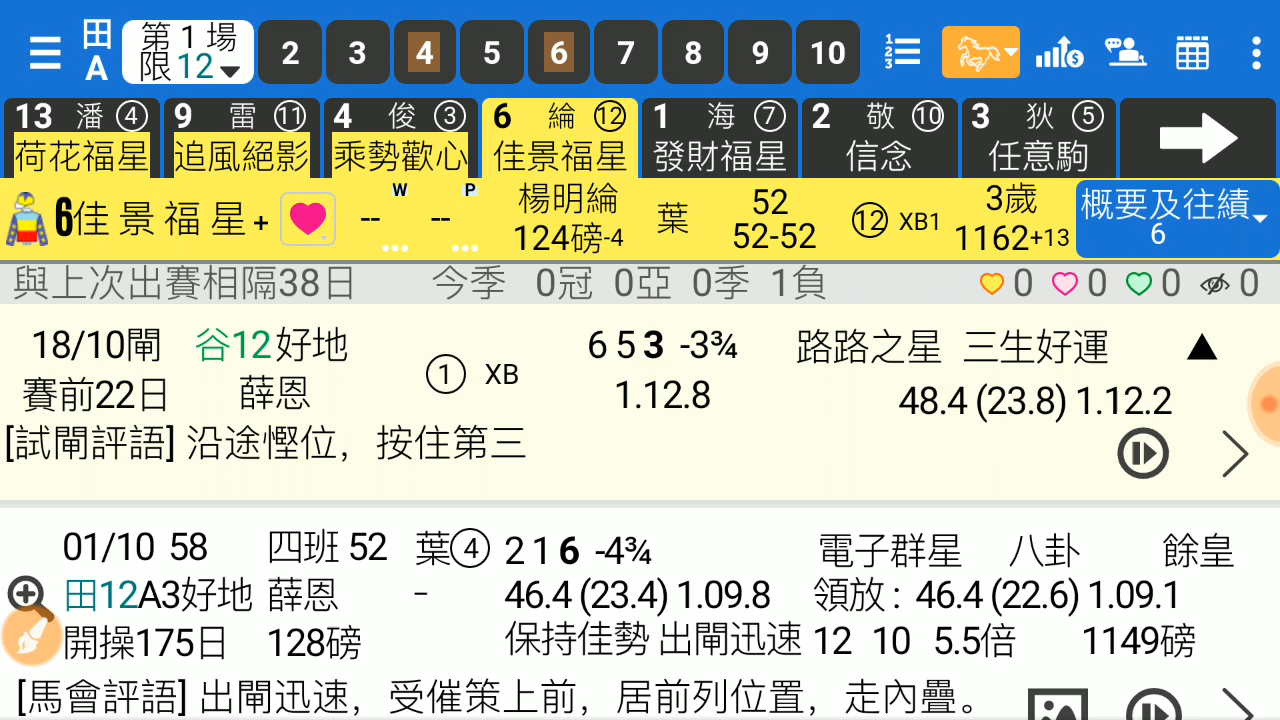 田 A
第 1 場
限 12
2 3 4 5 6 7 8 9 10
13 潘 ④ 荷花福星
9 雷 ⑪ 追風絕影
4 俊 ③ 乘勢歡心
6 綸 ⑫ 佳景福星
1 海 ⑦ 發財福星
2 敬 ⑩ 信念
3 狄 ⑤ 任意駒
6佳景福星+
W P
-- --
楊明綸
124磅-4
葉
52
52-52
⑫ XB1
3歲
1162+13
概要及往績
6
與上次出賽相隔38日 今季 0冠 0亞 0季 1負 0 0 0 0
18/10閘 谷12好地 ① XB 6 5 3 -3¾ 路路之星 三生好運 ▲
賽前22日 薛恩 1.12.8 48.4 (23.8) 1.12.2
[試閘評語] 沿途慳位，按住第三
01/10 58 四班 52 葉④ 2 1 6 -4¾ 電子群星 八卦 餘皇
田12A3好地 薛恩 - 46.4 (23.4) 1.09.8 領放 : 46.4 (22.6) 1.09.1
開操175日 128磅 保持佳勢 出閘迅速 12 10 5.5倍 1149磅
[馬會評語] 出閘迅速，受催策上前，居前列位置，走內疊。